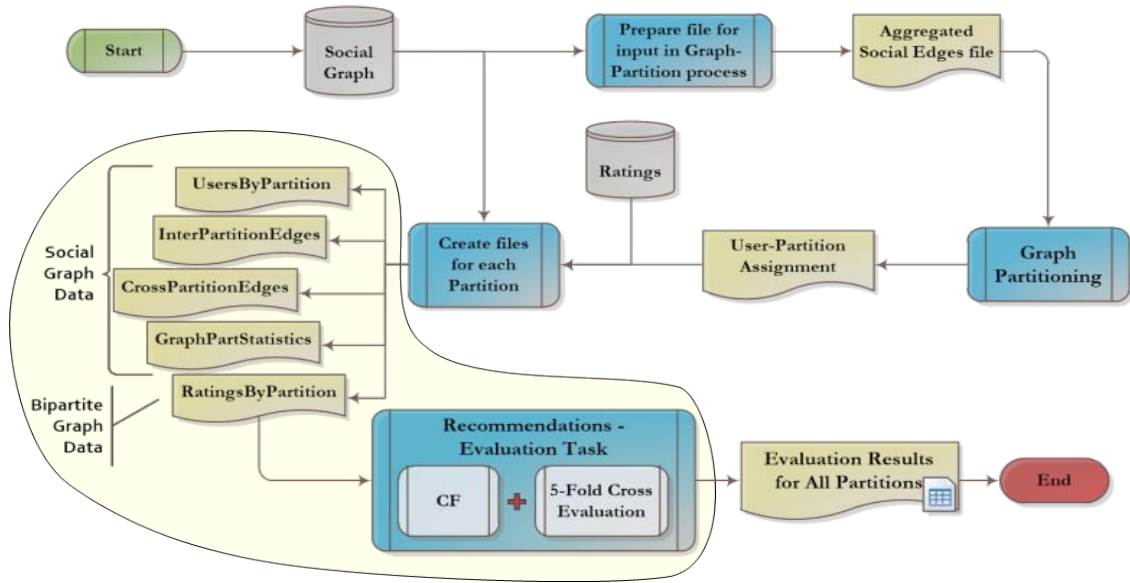 Start
Social
Graph
Prepare file for
input in Graph-
Partition process
Aggregated
Social Edges file
Ratings
UsersByPartition
InterPartitionEdges
CrossPartitionEdges
GraphPartStatistics
RatingsByPartition
Social
Graph
Data
Bipartite
Graph
Data
Create files
for each
Partition
User-Partition
Assignment
Graph
Partitioning
Recommendations -
Evaluation Task
CF
+
5-Fold Cross
Evaluation
Evaluation Results
for All Partitions
End